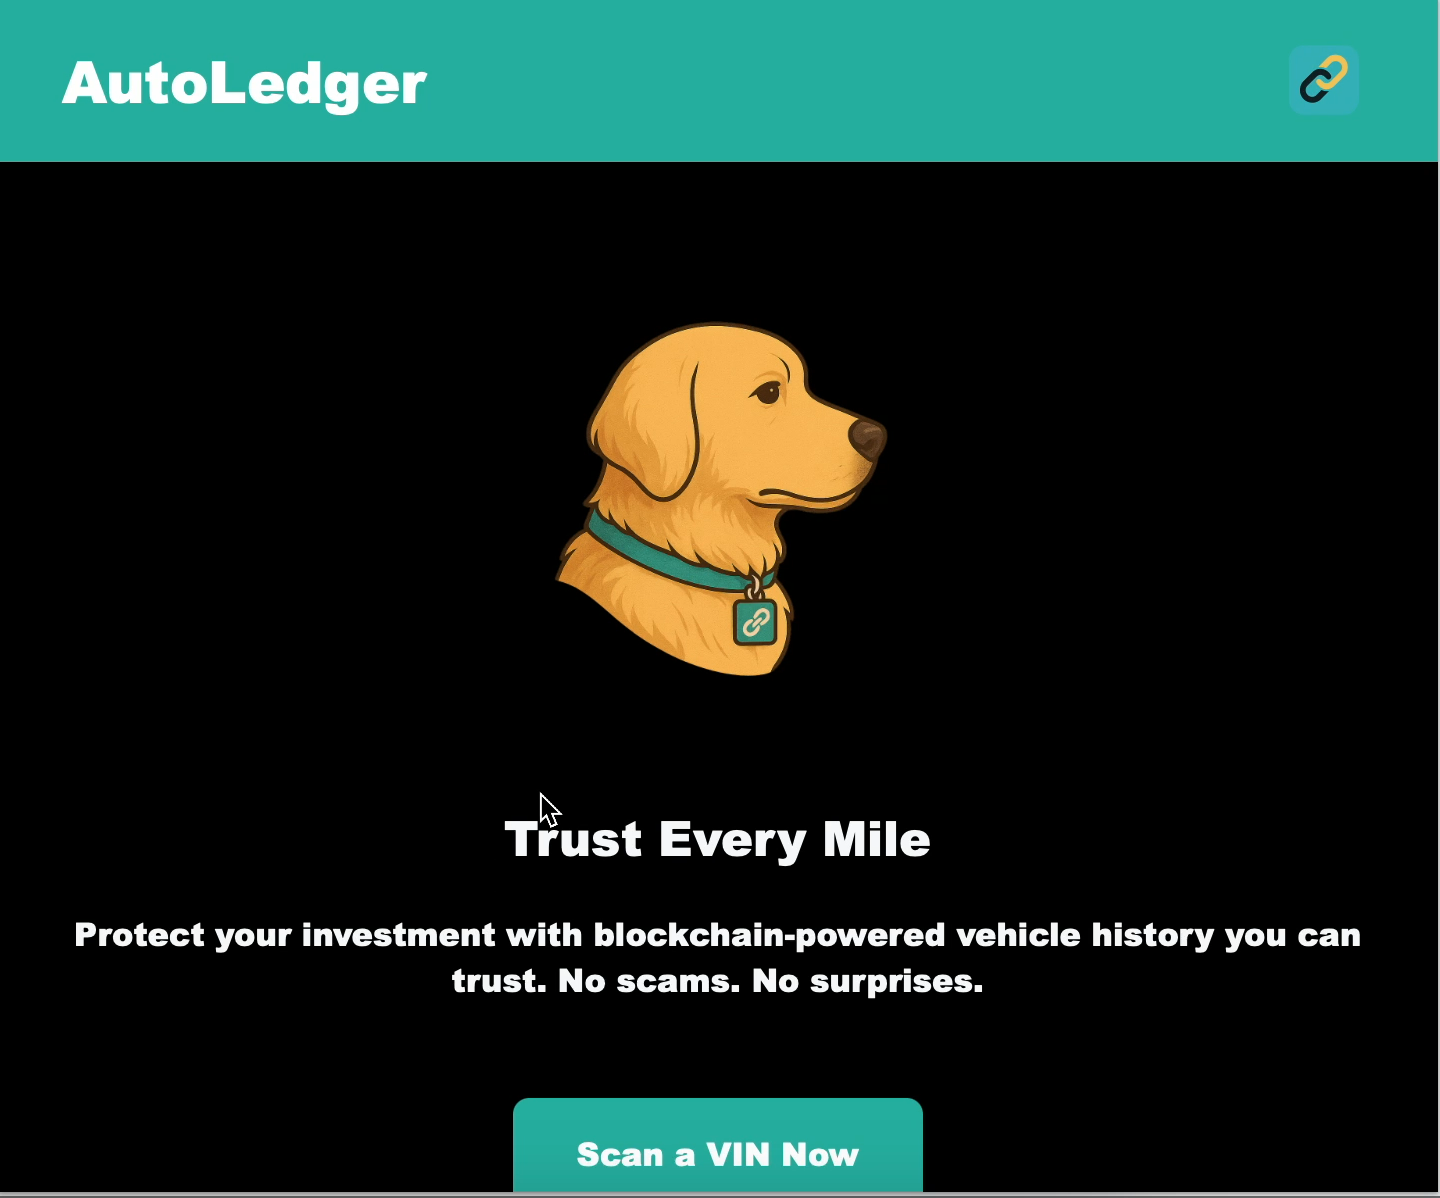 AutoLedger
Trust Every Mile
Protect your investment with blockchain-powered vehicle history you can
trust. No scams. No surprises.
Scan a VIN Now